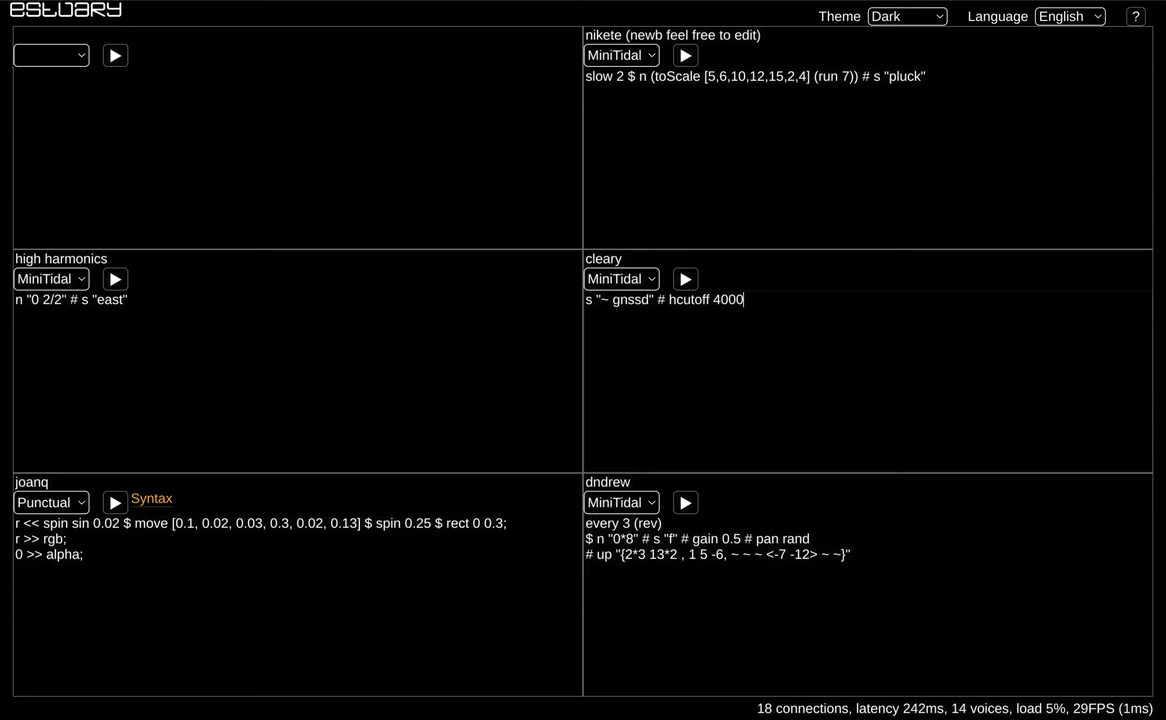 estuary
Theme Dark Language English ?
nikete (newb feel free to edit)
MiniTidal
slow 2 $ n (toScale [5,6,10,12,15,2,4] (run 7)) # s "pluck"
high harmonics
MiniTidal
n "0 2/2" # s "east"
cleary
MiniTidal
s "~ gnssd" # hcutoff 4000
joanq
Punctual Syntax
r << spin sin 0.02 $ move [0.1, 0.02, 0.03, 0.3, 0.02, 0.13] $ spin 0.25 $ rect 0 0.3;
r >> rgb;
0 >> alpha;
dndrew
MiniTidal
every 3 (rev)
$ n "0*8" # s "f" # gain 0.5 # pan rand
# up "{2*3 13*2 , 1 5 -6, ~ ~ ~ <-7 -12> ~ ~}"
18 connections, latency 242ms, 14 voices, load 5%, 29FPS (1ms)